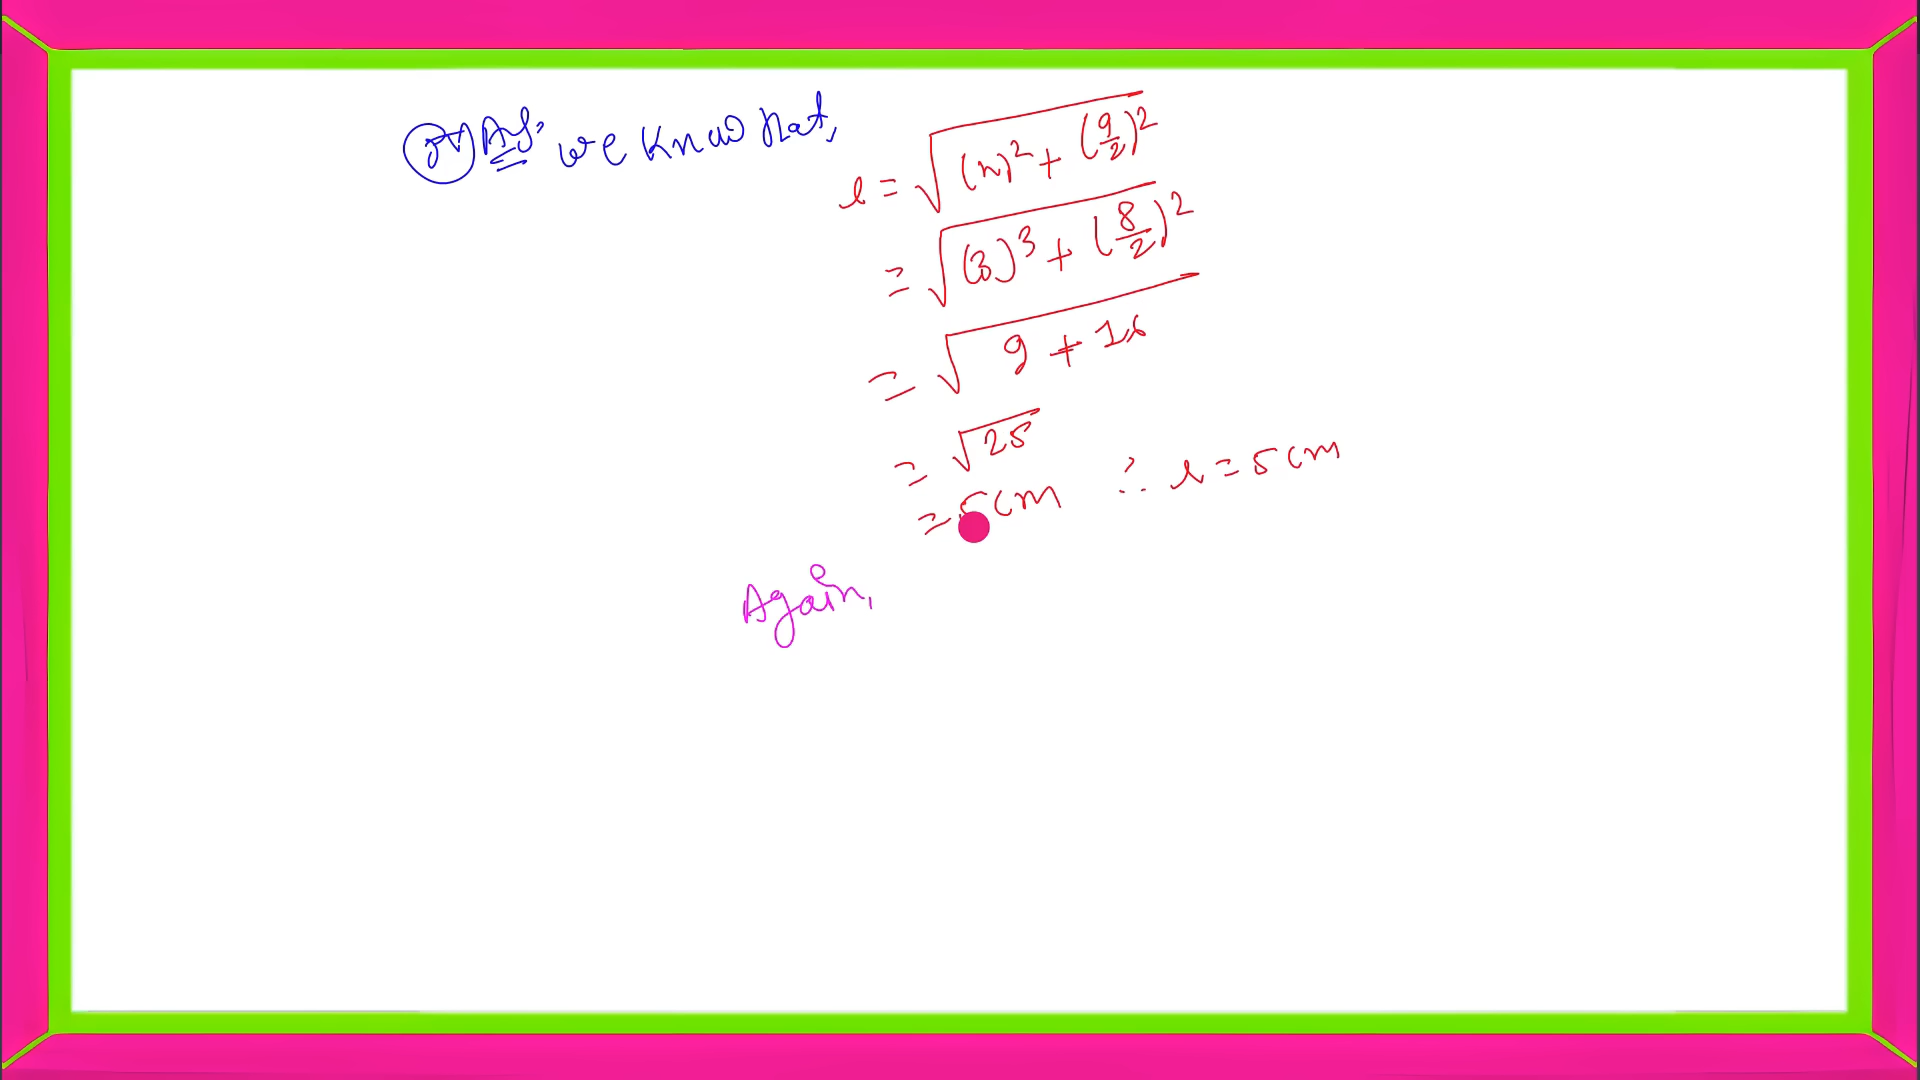 Ans: we know that,
l = √((h)² + (a/2)²)
= √((3)³ + (8/2)²)
= √(9 + 16)
= √25
= 5cm ∴ l = 5cm
Again,